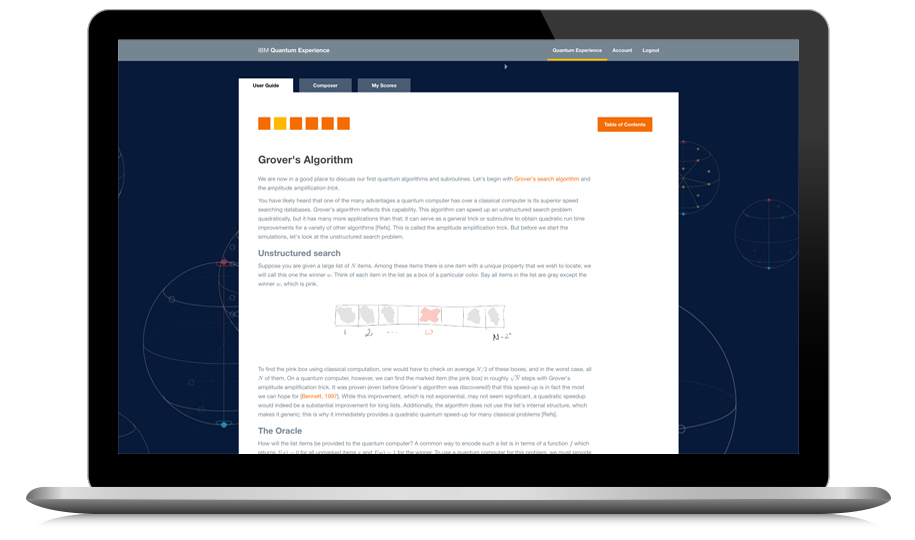 IBM Quantum Experience
Quantum Experience Account Logout
User Guide Composer My Scores
Table of Contents
Grover's Algorithm
We are now in a good place to discuss our first quantum algorithms and subroutines. Let's begin with Grover's search algorithm and
the amplitude amplification trick.
You have likely heard that one of the many advantages a quantum computer has over a classical computer is its superior speed
searching databases. Grover's algorithm reflects this capability. This algorithm can speed up an unstructured search problem
quadratically, but it has many more applications than that: it can serve as a general trick or subroutine to obtain quadratic run time
improvements for a variety of other algorithms [Refs]. This is called the amplitude amplification trick. But before we start the
simulations, let's look at the unstructured search problem.
Unstructured search
Suppose you are given a large list of N items. Among these items there is one item with a unique property that we wish to locate; we
will call this one the winner w. Think of each item in the list as a box of a particular color. Say all items in the list are gray except the
winner w, which is pink.
1 2 ... ω N=2ⁿ
To find the pink box using classical computation, one would have to check on average N/2 of these boxes, and in the worst case, all
N of them. On a quantum computer, however, we can find the marked item (the pink box) in roughly √N steps with Grover's
amplitude amplification trick. It was proven (even before Grover's algorithm was discovered!) that this speed-up is in fact the most
we can hope for [Bennett, 1997]. While this improvement, which is not exponential, may not seem significant, a quadratic speedup
would indeed be a substantial improvement for long lists. Additionally, the algorithm does not use the list's internal structure, which
makes it generic; this is why it immediately provides a quadratic quantum speed-up for many classical problems [Refs].
The Oracle
How will the list items be provided to the quantum computer? A common way to encode such a list is in terms of a function f which
returns f(x) = 0 for all unmarked items x and f(w) = 1 for the winner. To use a quantum computer for this problem, we must provide